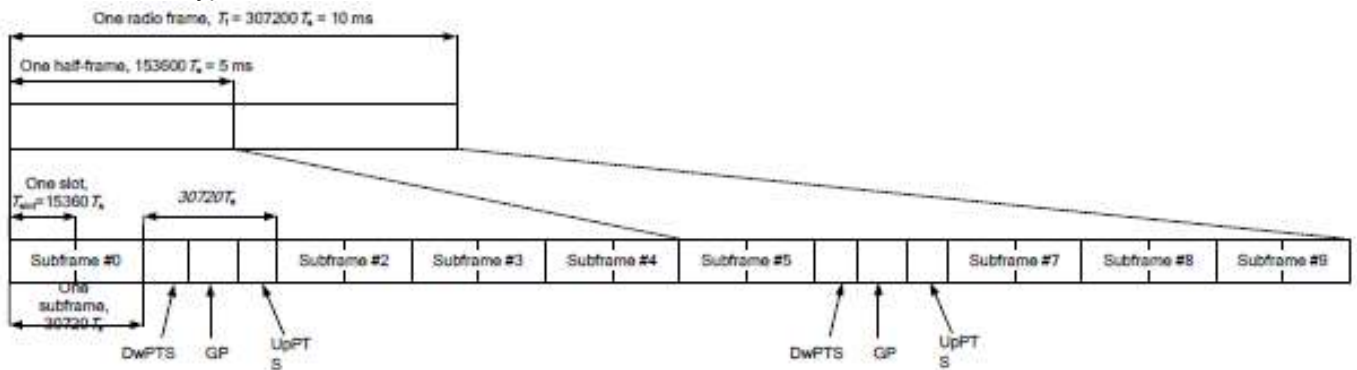 One radio frame, Tf = 307200 Ts = 10 ms
One half-frame, 153600 Ts = 5 ms
One slot,
Tslot=15360 Ts
30720Ts
Subframe #0
Subframe #2
Subframe #3
Subframe #4
Subframe #5
Subframe #7
Subframe #8
Subframe #9
One
subframe,
30720 Ts
DwPTS
GP
UpPT
S
DwPTS
GP
UpPT
S